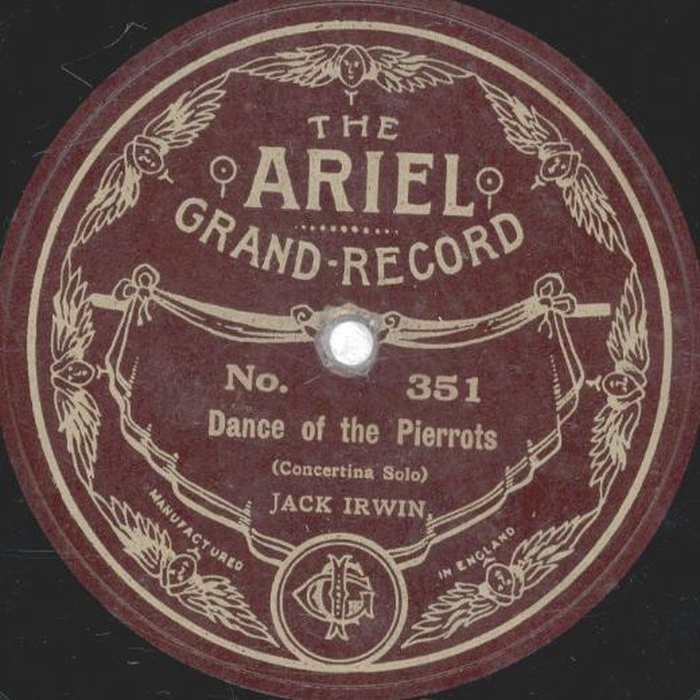 THE
ARIEL
GRAND-RECORD
No. 351
Dance of the Pierrots
(Concertina Solo)
JACK IRWIN.
MANUFACTURED
IN ENGLAND